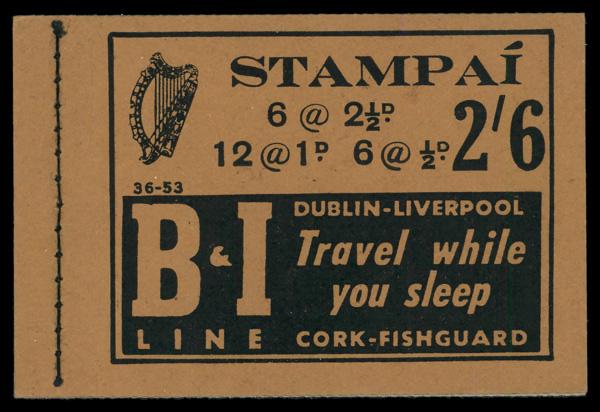 STAMPAÍ
6 @ 2½D.
12 @ 1D. 6 @ ½D.
2/6
36-53
B & I
LINE
DUBLIN-LIVERPOOL
Travel while
you sleep
CORK-FISHGUARD